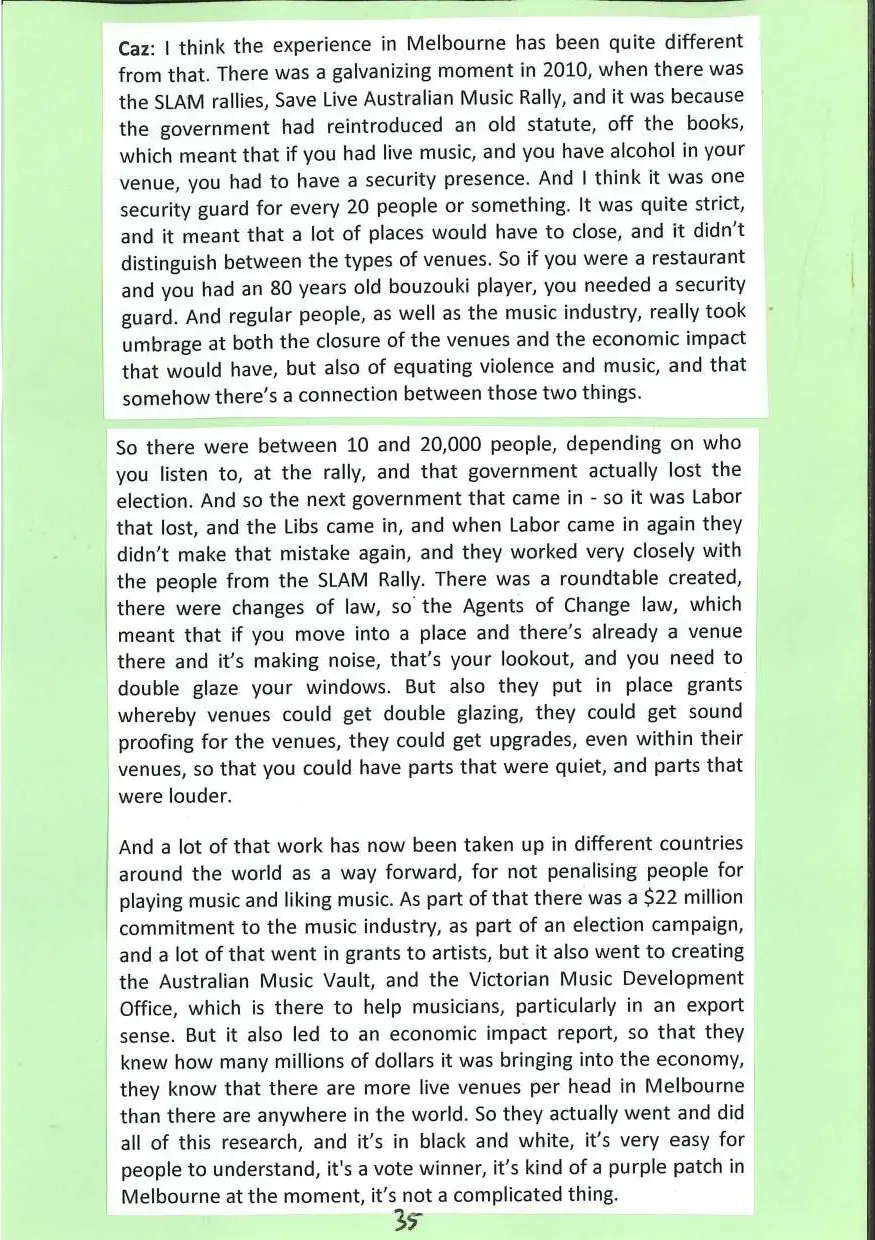 Caz: I think the experience in Melbourne has been quite different
from that. There was a galvanizing moment in 2010, when there was
the SLAM rallies, Save Live Australian Music Rally, and it was because
the government had reintroduced an old statute, off the books,
which meant that if you had live music, and you have alcohol in your
venue, you had to have a security presence. And I think it was one
security guard for every 20 people or something. It was quite strict,
and it meant that a lot of places would have to close, and it didn't
distinguish between the types of venues. So if you were a restaurant
and you had an 80 years old bouzouki player, you needed a security
guard. And regular people, as well as the music industry, really took
umbrage at both the closure of the venues and the economic impact
that would have, but also of equating violence and music, and that
somehow there's a connection between those two things.
So there were between 10 and 20,000 people, depending on who
you listen to, at the rally, and that government actually lost the
election. And so the next government that came in - so it was Labor
that lost, and the Libs came in, and when Labor came in again they
didn't make that mistake again, and they worked very closely with
the people from the SLAM Rally. There was a roundtable created,
there were changes of law, so the Agents of Change law, which
meant that if you move into a place and there's already a venue
there and it's making noise, that's your lookout, and you need to
double glaze your windows. But also they put in place grants
whereby venues could get double glazing, they could get sound
proofing for the venues, they could get upgrades, even within their
venues, so that you could have parts that were quiet, and parts that
were louder.
And a lot of that work has now been taken up in different countries
around the world as a way forward, for not penalising people for
playing music and liking music. As part of that there was a $22 million
commitment to the music industry, as part of an election campaign,
and a lot of that went in grants to artists, but it also went to creating
the Australian Music Vault, and the Victorian Music Development
Office, which is there to help musicians, particularly in an export
sense. But it also led to an economic impact report, so that they
knew how many millions of dollars it was bringing into the economy,
they know that there are more live venues per head in Melbourne
than there are anywhere in the world. So they actually went and did
all of this research, and it's in black and white, it's very easy for
people to understand, it's a vote winner, it's kind of a purple patch in
Melbourne at the moment, it's not a complicated thing.
35